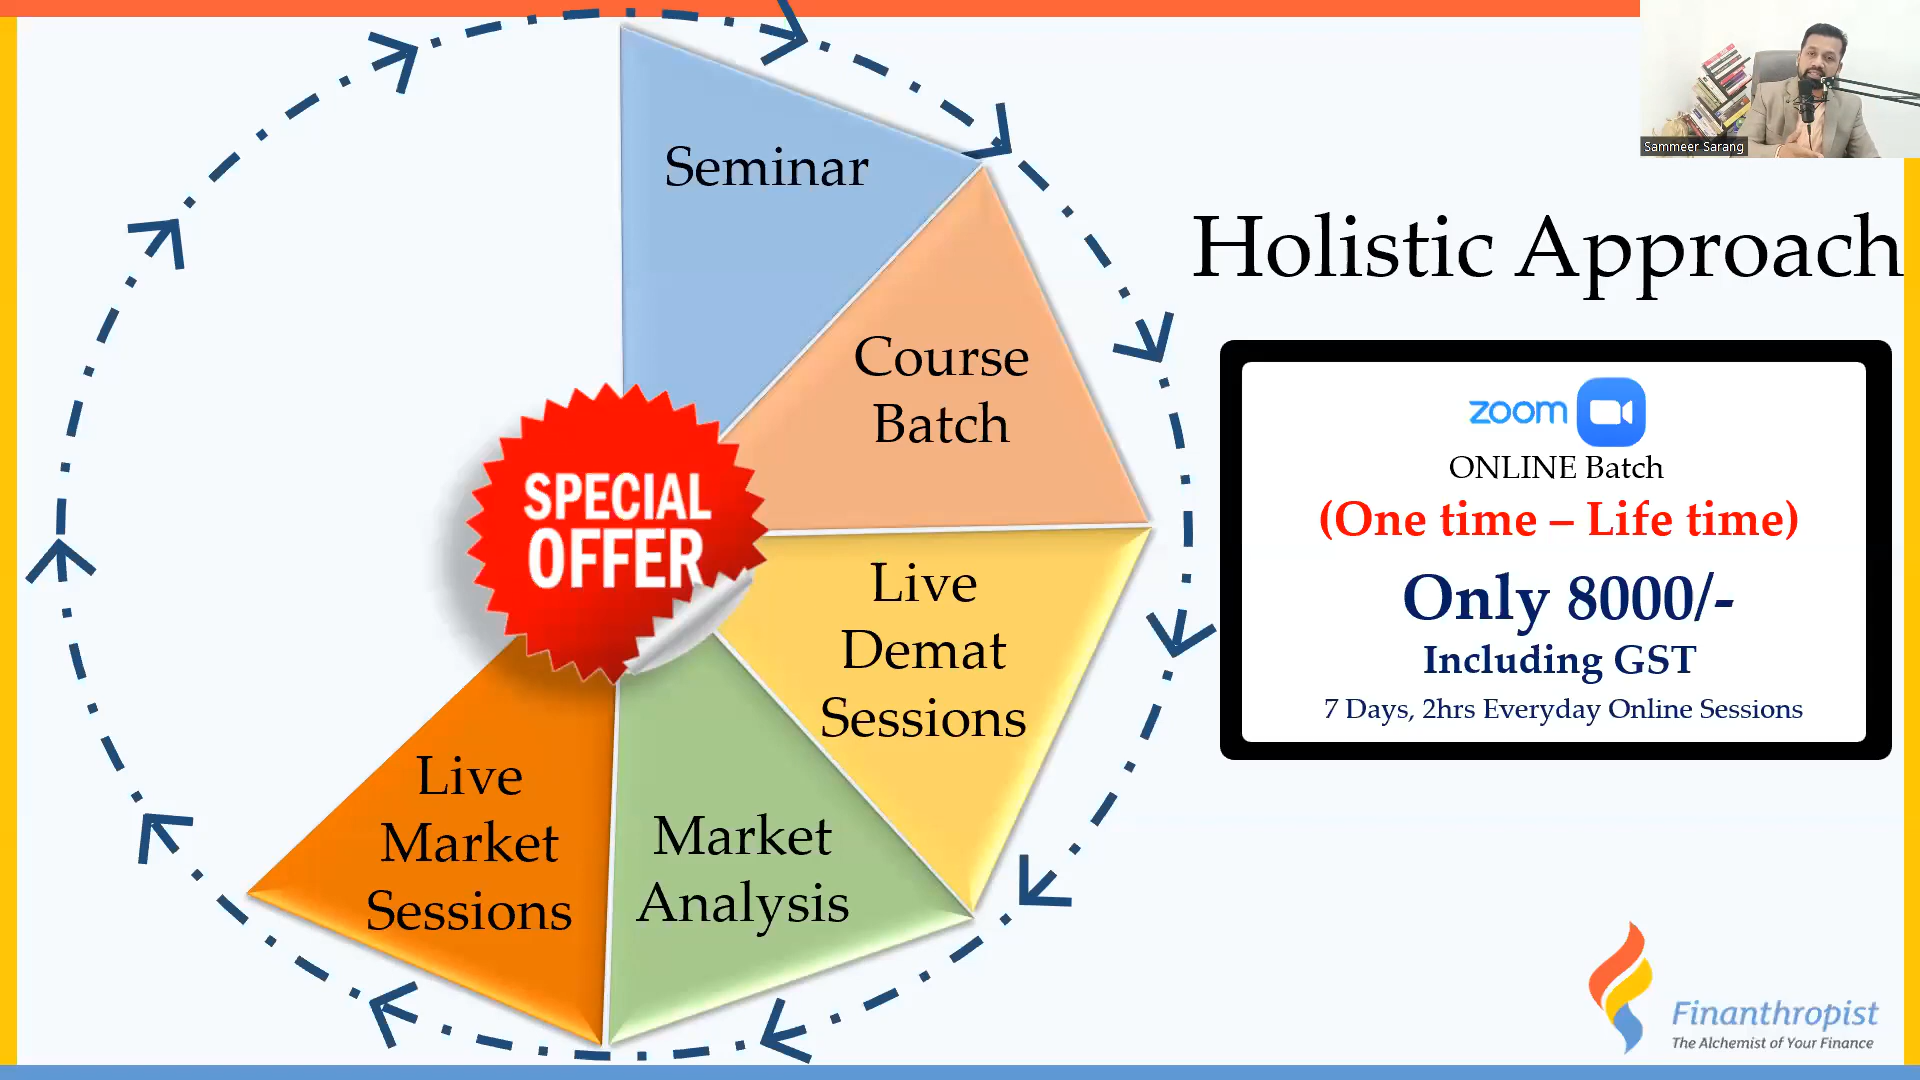 Sammeer Sarang
Holistic Approach
Seminar
Course
Batch
Live
Demat
Sessions
Market
Analysis
Live
Market
Sessions
SPECIAL
OFFER
zoom
ONLINE Batch
(One time – Life time)
Only 8000/-
Including GST
7 Days, 2hrs Everyday Online Sessions
Finanthropist
The Alchemist of Your Finance